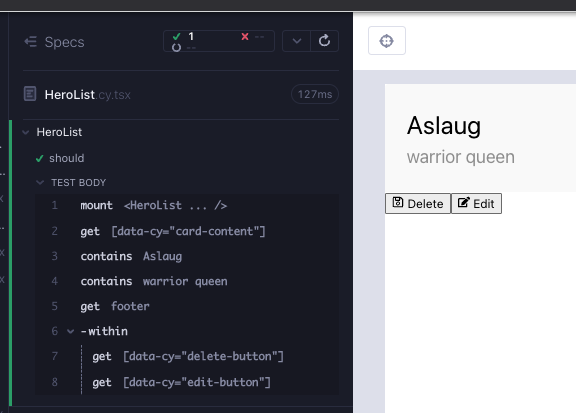 Specs
1
--
--
HeroList.cy.tsx
127ms
HeroList
should
TEST BODY
1 mount <HeroList ... />
2 get [data-cy="card-content"]
3 contains Aslaug
4 contains warrior queen
5 get footer
6 -within
7 get [data-cy="delete-button"]
8 get [data-cy="edit-button"]
Aslaug
warrior queen
Delete
Edit